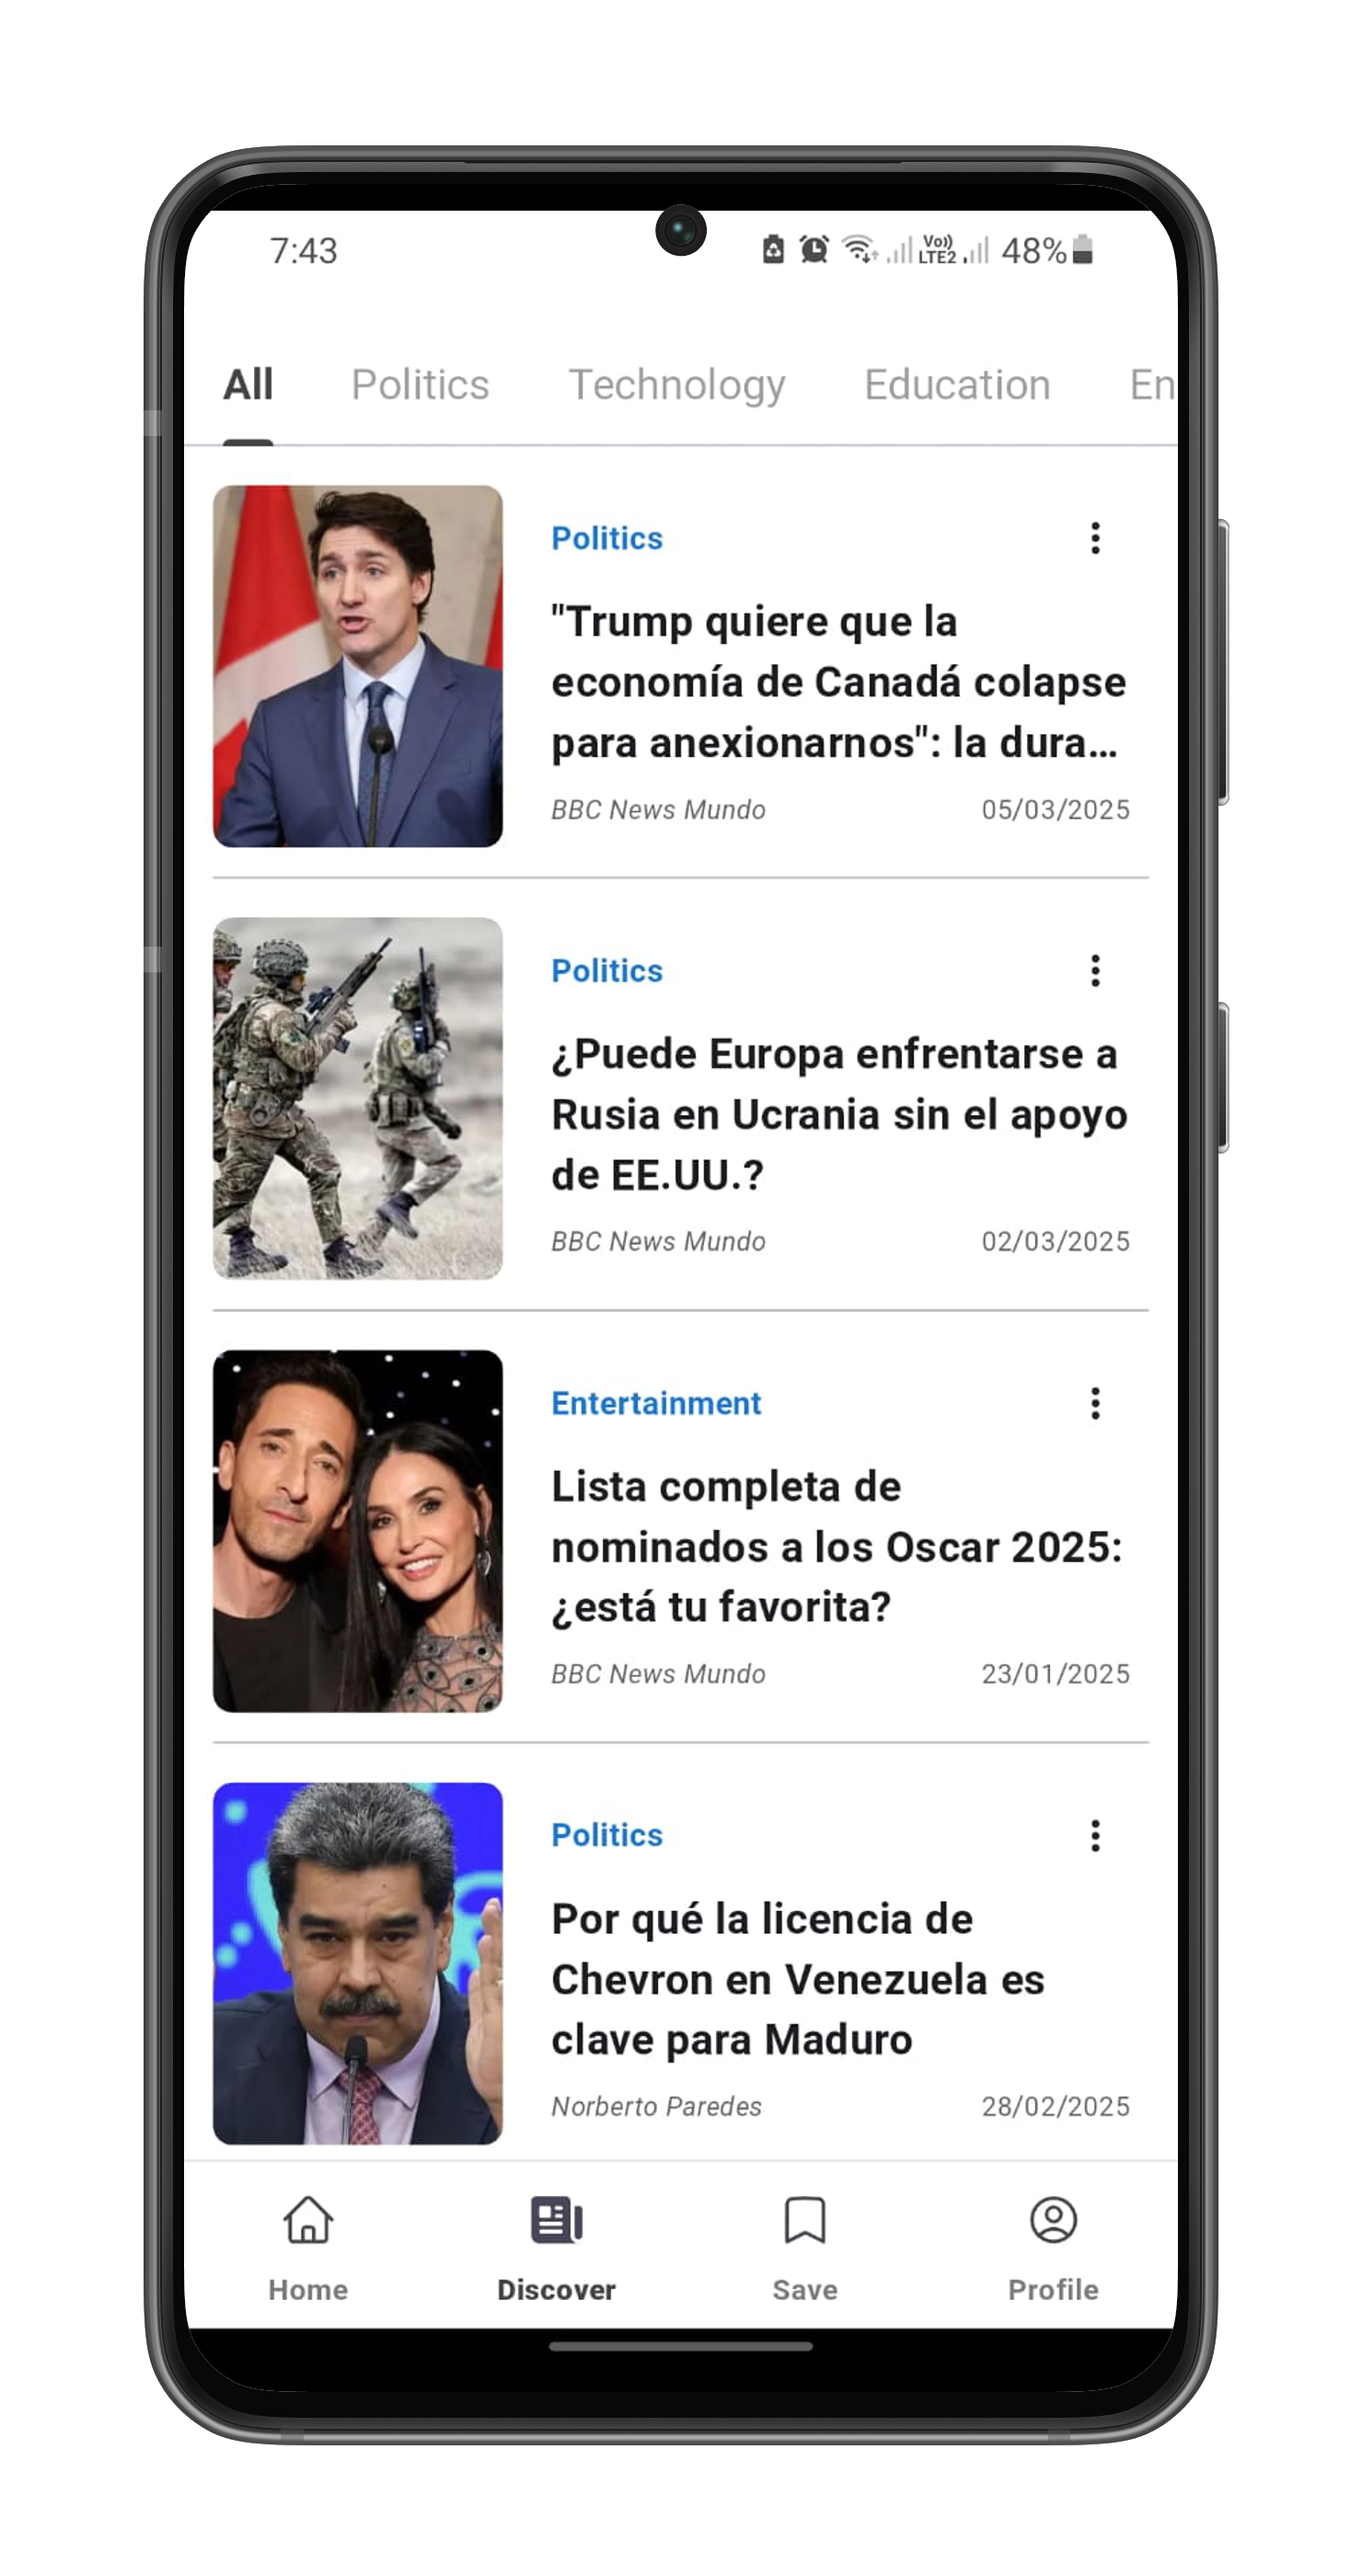 7:43
Vo))
LTE2
48%
All Politics Technology Education En
Politics
"Trump quiere que la
economía de Canadá colapse
para anexionarnos": la dura...
BBC News Mundo 05/03/2025
Politics
¿Puede Europa enfrentarse a
Rusia en Ucrania sin el apoyo
de EE.UU.?
BBC News Mundo 02/03/2025
Entertainment
Lista completa de
nominados a los Oscar 2025:
¿está tu favorita?
BBC News Mundo 23/01/2025
Politics
Por qué la licencia de
Chevron en Venezuela es
clave para Maduro
Norberto Paredes 28/02/2025
Home Discover Save Profile